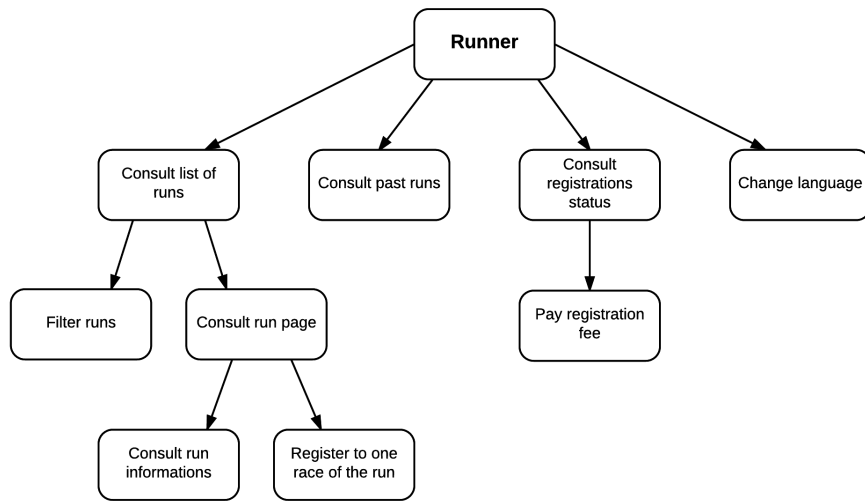 Runner
Consult list of
runs
Consult past runs
Consult
registrations
status
Change language
Filter runs
Consult run page
Pay registration
fee
Consult run
informations
Register to one
race of the run